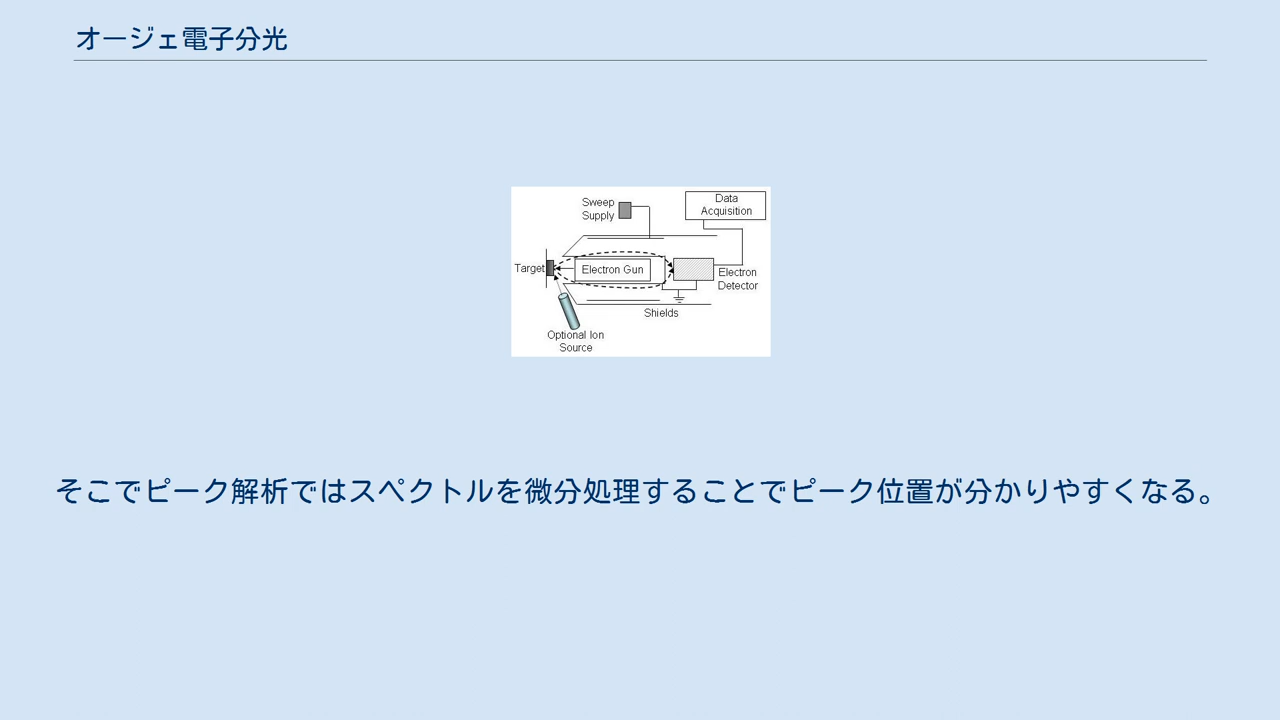 オージェ電子分光
Sweep
Supply
Data
Acquisition
Target
Electron Gun
Electron
Detector
Shields
Optional Ion
Source
そこでピーク解析ではスペクトルを微分処理することでピーク位置が分かりやすくなる。